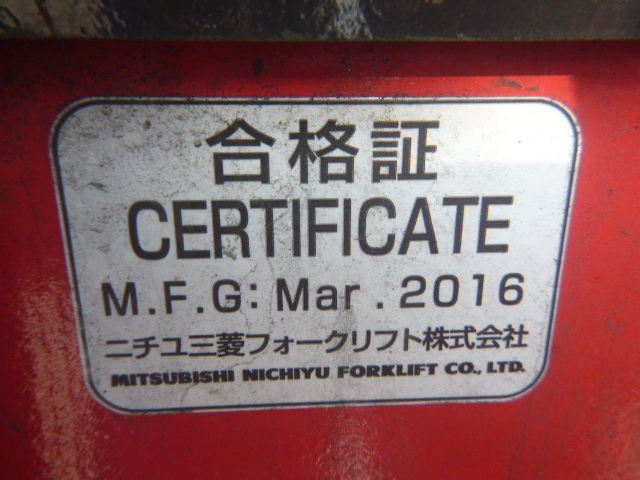 合格証
CERTIFICATE
M.F.G: Mar . 2016
ニチユ三菱フォークリフト株式会社
MITSUBISHI NICHIYU FORKLIFT CO., LTD.